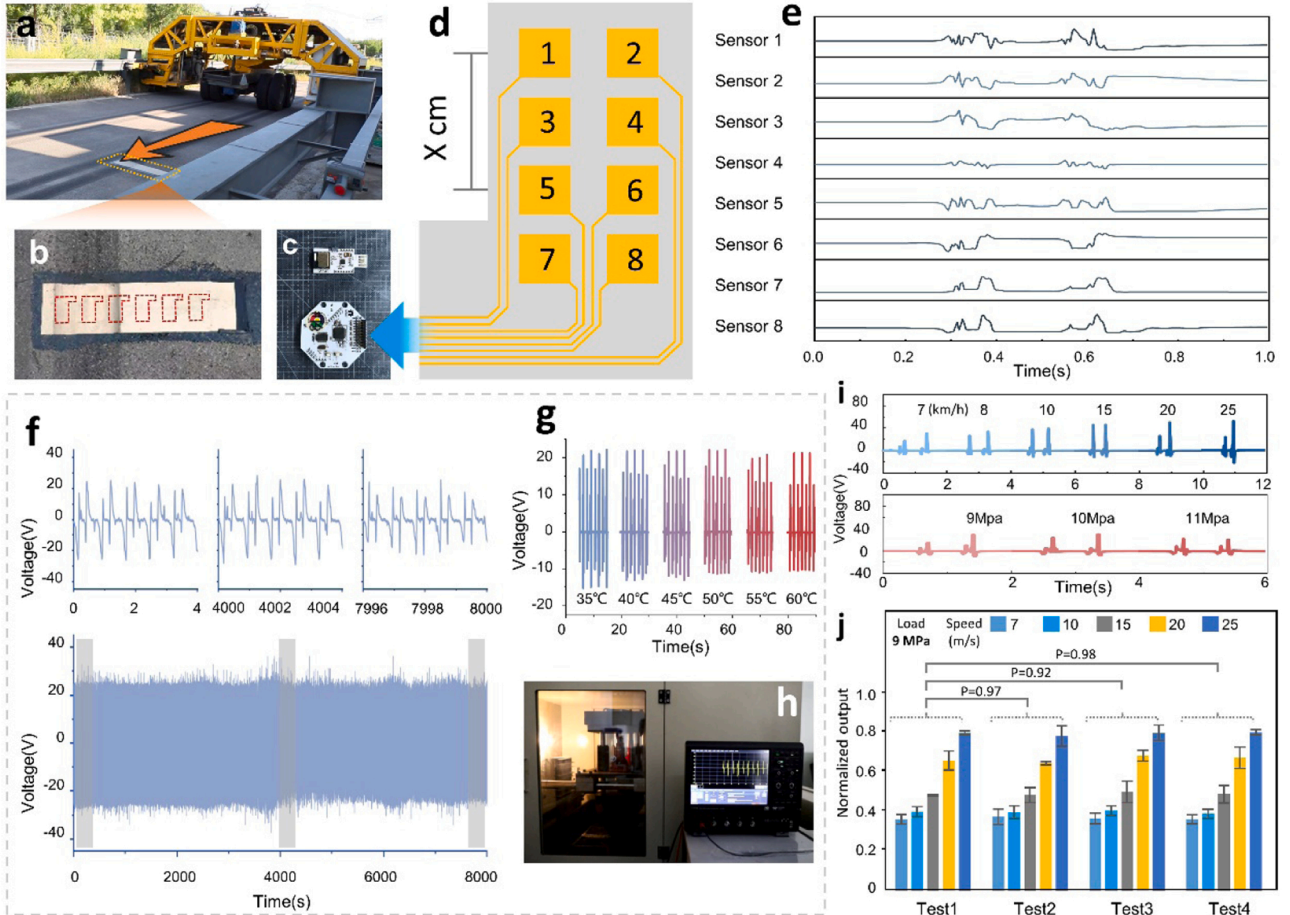 a
b
c
d
X cm
1 2
3 4
5 6
7 8
e
Sensor 1
Sensor 2
Sensor 3
Sensor 4
Sensor 5
Sensor 6
Sensor 7
Sensor 8
0.0 0.2 0.4 0.6 0.8 1.0
Time(s)
f
Voltage(V)
40
20
0
-20
-40
0 2 4
4000 4002 4004
7996 7998 8000
Voltage(V)
40
20
0
-20
-40
0 2000 4000 6000 8000
Time(s)
g
Voltage(V)
20
10
0
-10
-20
35℃ 40℃ 45℃ 50℃ 55℃ 60℃
0 20 40 60 80
Time(s)
h
i
Voltage(V)
80
40
0
-40
7 (km/h) 8 10 15 20 25
0 2 4 6 8 10 12
80
40
0
-40
9Mpa 10Mpa 11Mpa
0 2 4 6
Time(s)
j
Load
9 MPa
Speed
(m/s)
7 10 15 20 25
P=0.98
P=0.92
P=0.97
Normalized output
1.0
0.8
0.6
0.4
0.2
0
Test1 Test2 Test3 Test4